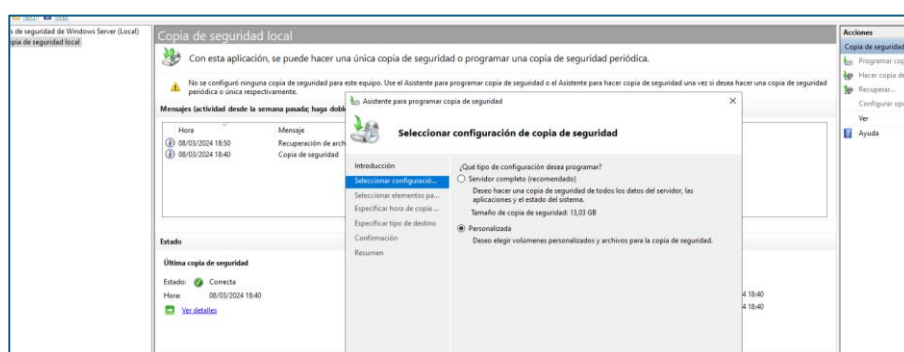 s de seguridad de Windows Server (Local)
opia de seguridad local
Copia de seguridad local
Con esta aplicación, se puede hacer una única copia de seguridad o programar una copia de seguridad periódica.
No se configuró ninguna copia de seguridad para este equipo. Use el Asistente para programar copia de seguridad o el Asistente para hacer copia de seguridad una vez si desea hacer una copia de seguridad
periódica o única respectivamente.
Mensajes (actividad desde la semana pasada; haga dobl
Hora Mensaje
08/03/2024 18:50 Recuperación de arch
08/03/2024 18:40 Copia de seguridad
Estado
Última copia de seguridad
Estado: Correcta
Hora: 08/03/2024 18:40
Ver detalles
Asistente para programar copia de seguridad
Seleccionar configuración de copia de seguridad
Introducción
Seleccionar configuració...
Seleccionar elementos pa...
Especificar hora de copia ...
Especificar tipo de destino
Confirmación
Resumen
¿Qué tipo de configuración desea programar?
Servidor completo (recomendado)
Deseo hacer una copia de seguridad de todos los datos del servidor, las
aplicaciones y el estado del sistema.
Tamaño de copia de seguridad: 13,03 GB
Personalizada
Deseo elegir volúmenes personalizados y archivos para la copia de seguridad.
4 18:40
4 18:40
Acciones
Copia de seguridad
Programar cop
Hacer copia de
Recuperar...
Configurar opc
Ver
Ayuda